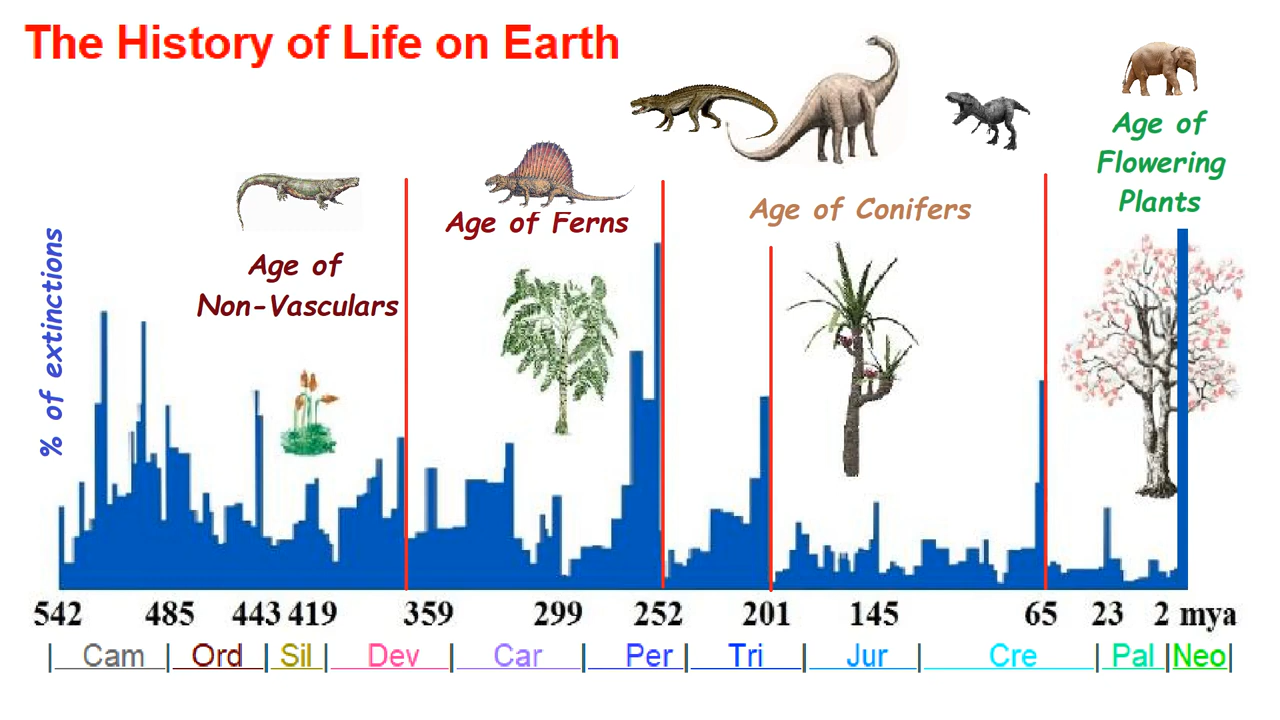 The History of Life on Earth
Age of
Flowering
Plants
Age of Conifers
Age of Ferns
Age of
Non-Vasculars
% of extinctions
542 485 443 419 359 299 252 201 145 65 23 2 mya
|Cam|Ord|Sil|Dev|Car|Per|Tri|Jur|Cre|Pal|Neo|